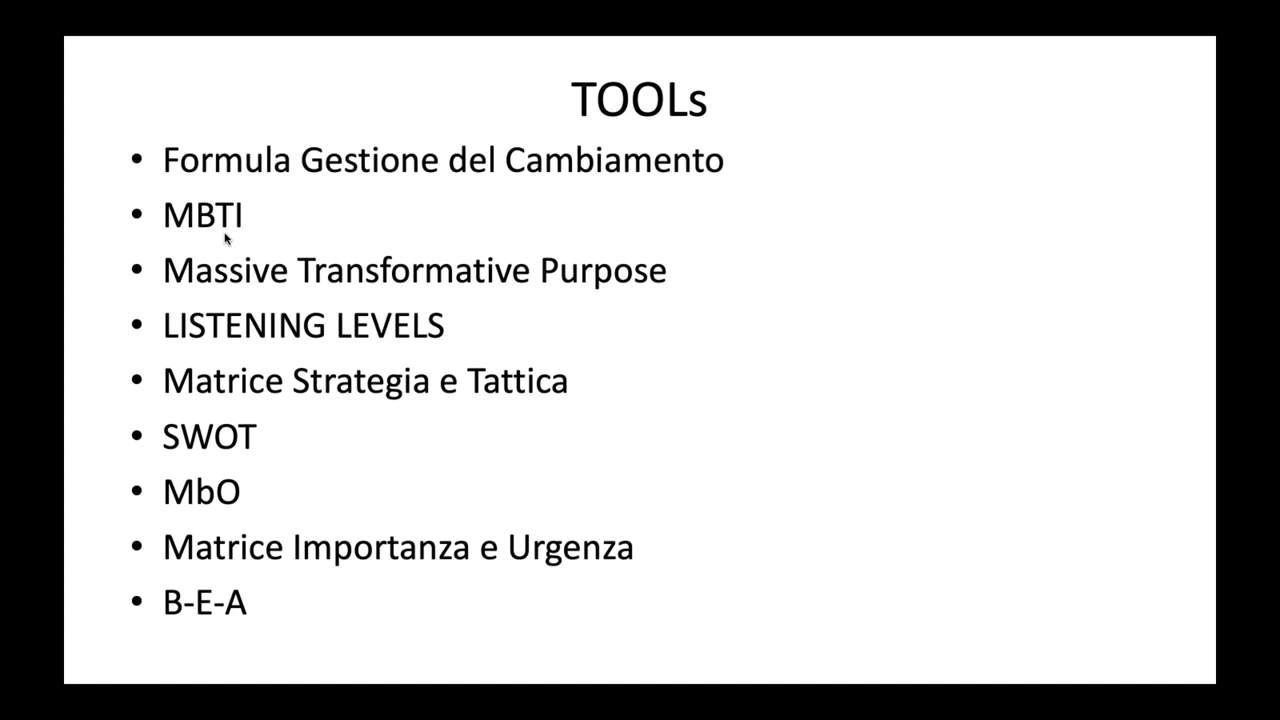 TOOLs
• Formula Gestione del Cambiamento
• MBTI
• Massive Transformative Purpose
• LISTENING LEVELS
• Matrice Strategia e Tattica
• SWOT
• MbO
• Matrice Importanza e Urgenza
• B-E-A